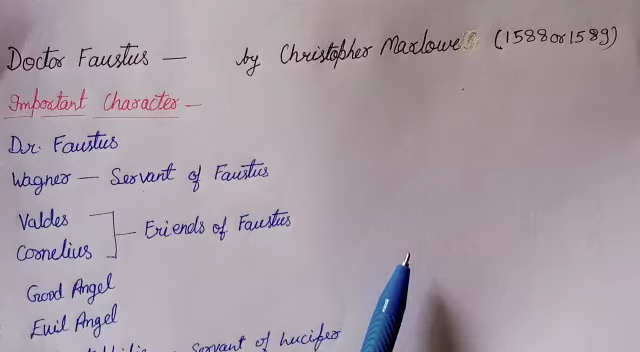 Doctor Faustus — by Christopher Marlowe (1588 or 1589)
Important Character —
Dr. Faustus
Wagner — Servant of Faustus
Valdes
Cornelius — Friends of Faustus
Good Angel
Evil Angel
Servant of Lucifer